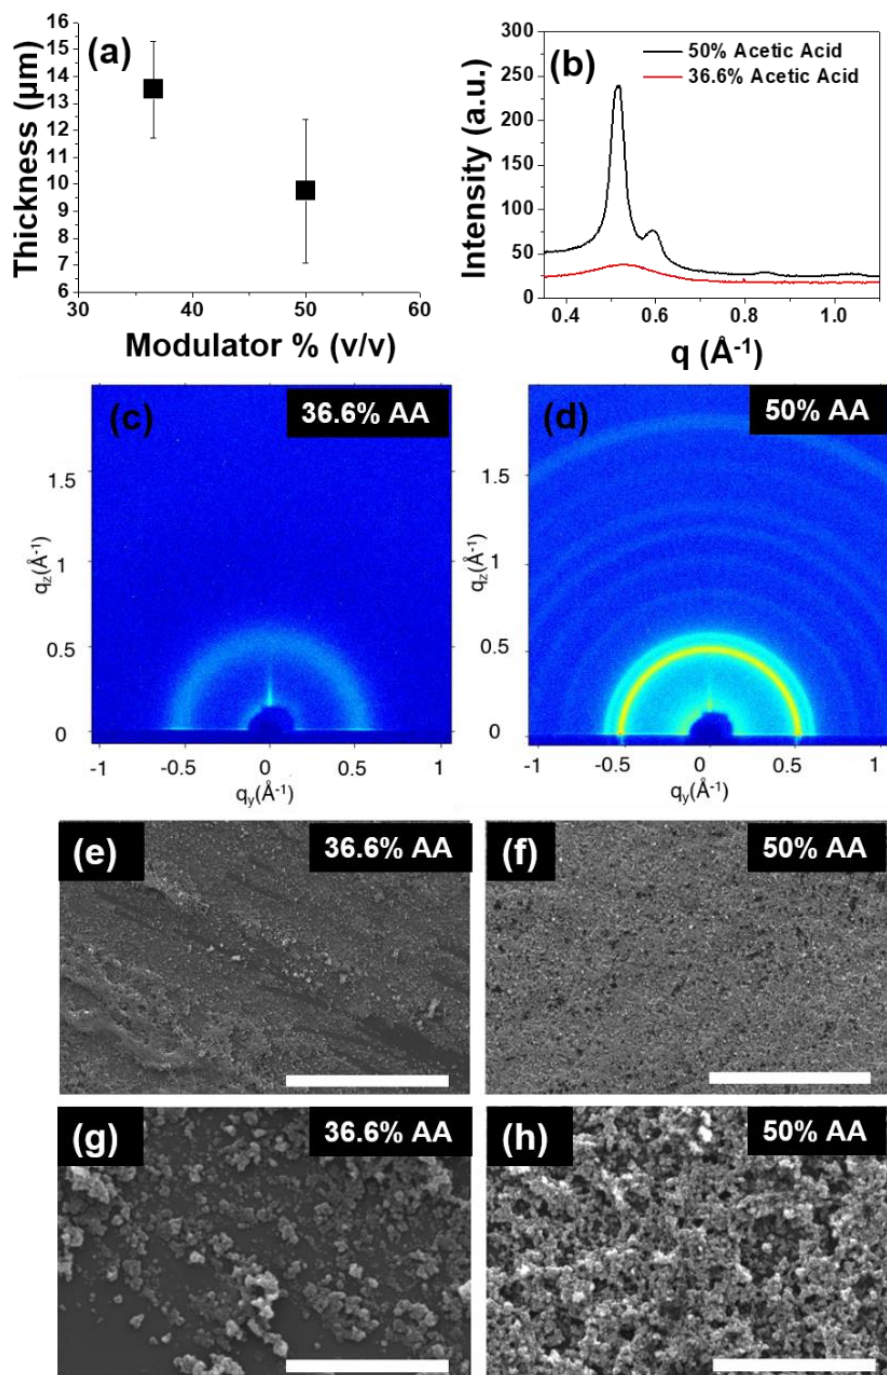 (a)
Thickness (µm)
16
15
14
13
12
11
10
9
8
7
6
30 40 50 60
Modulator % (v/v)
(b)
50% Acetic Acid
36.6% Acetic Acid
Intensity (a.u.)
300
250
200
150
100
50
0
0.4 0.6 0.8 1.0
q (Å-1)
(c)
36.6% AA
qz(Å-1)
1.5
1
0.5
0
-1 -0.5 0 0.5 1
qy(Å-1)
(d)
50% AA
qz(Å-1)
1.5
1
0.5
0
-1 -0.5 0 0.5 1
qy(Å-1)
(e)
36.6% AA
(f)
50% AA
(g)
36.6% AA
(h)
50% AA